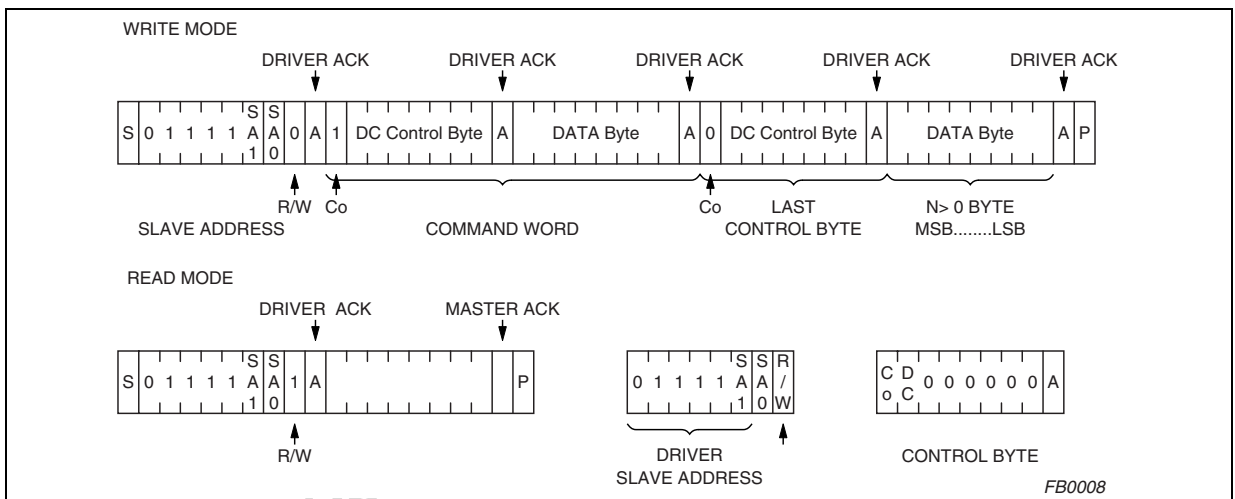 WRITE MODE
DRIVER ACK DRIVER ACK DRIVER ACK DRIVER ACK DRIVER ACK
S 0 1 1 1 1 SA1 SA0 0 A 1 DC Control Byte A DATA Byte A 0 DC Control Byte A DATA Byte A P
R/W Co Co LAST N> 0 BYTE
SLAVE ADDRESS COMMAND WORD CONTROL BYTE MSB........LSB
READ MODE
DRIVER ACK MASTER ACK
S 0 1 1 1 1 SA1 SA0 1 A P 0 1 1 1 1 SA1 SA0 R/W Co DC 0 0 0 0 0 0 A
R/W DRIVER CONTROL BYTE
SLAVE ADDRESS
FB0008